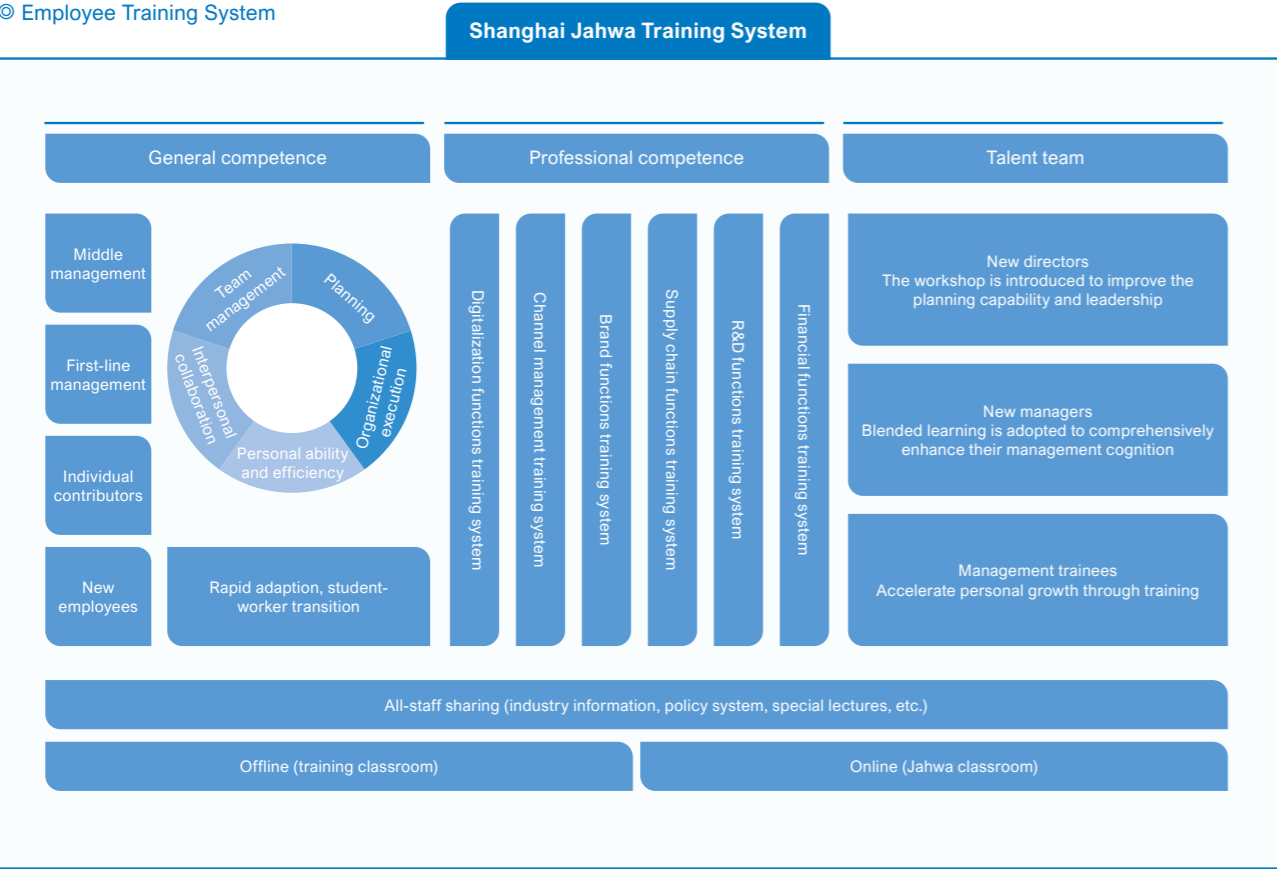 ◎ Employee Training System
Shanghai Jahwa Training System
General competence
Professional competence
Talent team
Middle
management
First-line
management
Individual
contributors
New
employees
Team
management
Planning
Organizational
execution
Personal ability
and efficiency
Interpersonal
collaboration
Rapid adaption, student-
worker transition
Digitalization functions training system
Channel management training system
Brand functions training system
Supply chain functions training system
R&D functions training system
Financial functions training system
New directors
The workshop is introduced to improve the
planning capability and leadership
New managers
Blended learning is adopted to comprehensively
enhance their management cognition
Management trainees
Accelerate personal growth through training
All-staff sharing (industry information, policy system, special lectures, etc.)
Offline (training classroom)
Online (Jahwa classroom)